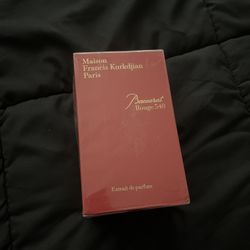 Maison
Francis Kurkdjian
Paris
Baccarat
Rouge 540
Extrait de parfum